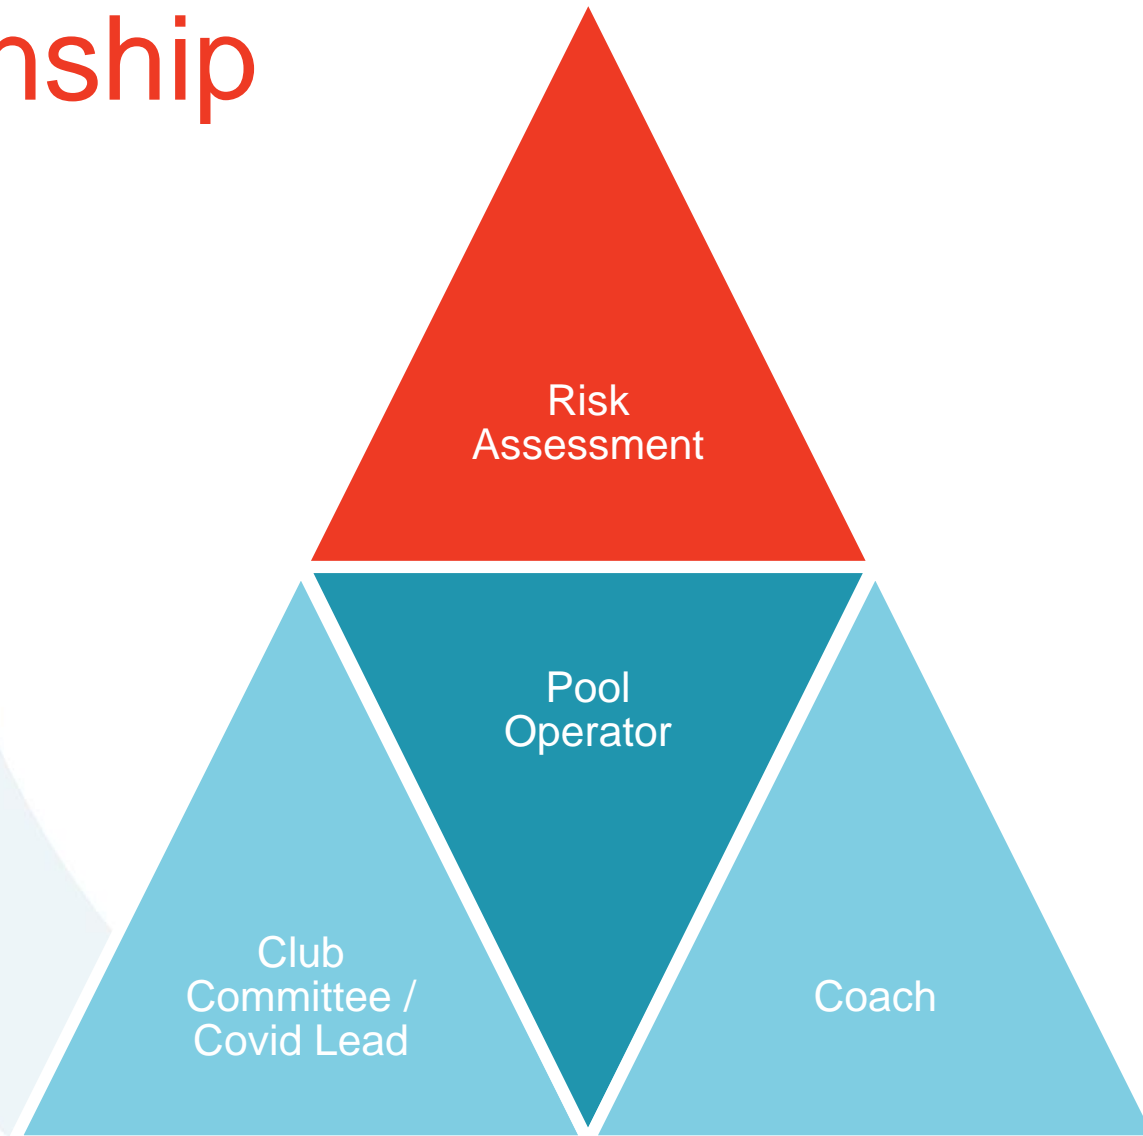 nship
Risk
Assessment
Pool
Operator
Club
Committee /
Covid Lead
Coach